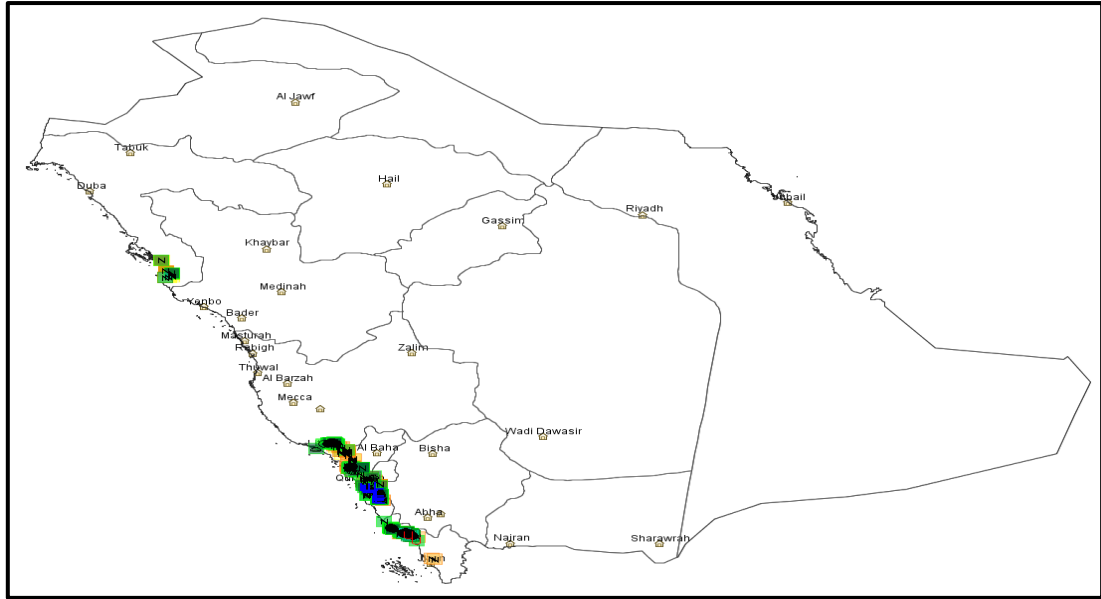 Al Jawf
Tabuk
Hail
Duba
Riyadh
Gassim
Khaybar
Medinah
Yenbo
Bader
Masturah
Rabigh
Zalim
Thuwal
Al Barzah
Mecca
Wadi Dawasir
Al Baha
Bisha
Abha
Najran
Sharawrah